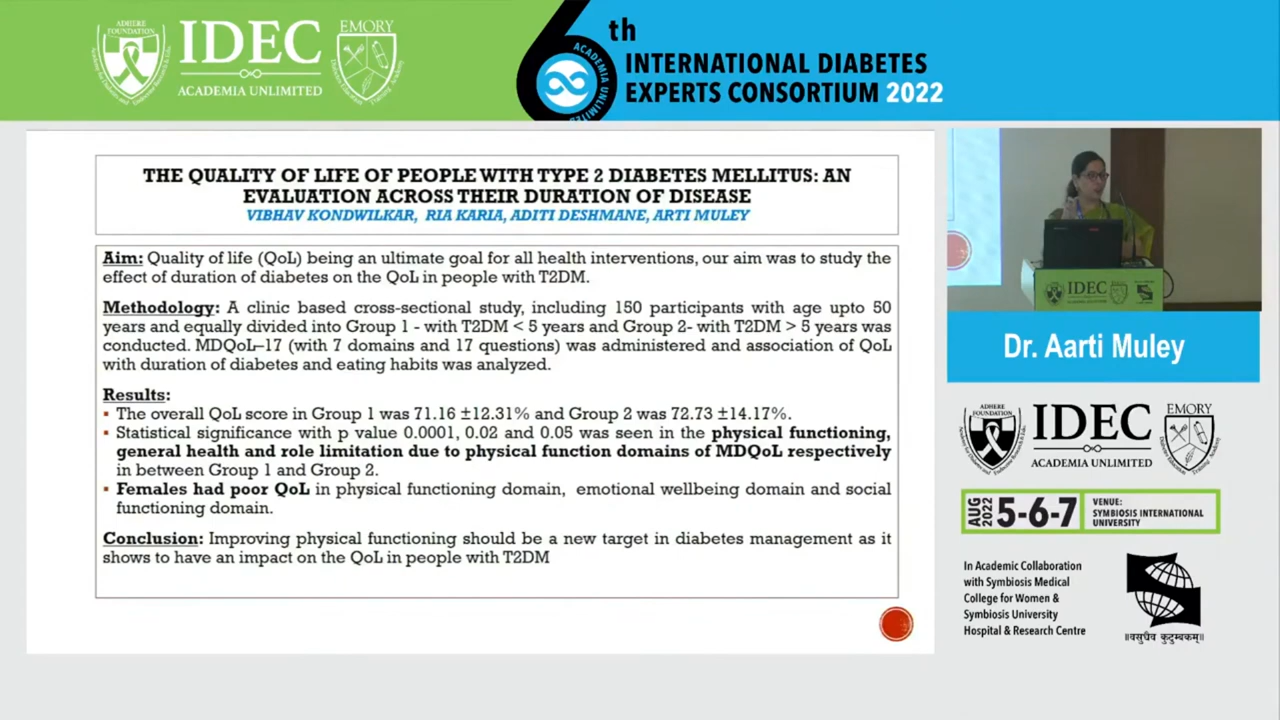 ADHERE
FOUNDATION
IDEC
ACADEMIA UNLIMITED
EMORY
6th
ACADEMIA UNLIMITED
INTERNATIONAL DIABETES
EXPERTS CONSORTIUM 2022
THE QUALITY OF LIFE OF PEOPLE WITH TYPE 2 DIABETES MELLITUS: AN
EVALUATION ACROSS THEIR DURATION OF DISEASE
VIBHAV KONDWILKAR, RIA KARIA, ADITI DESHMANE, ARTI MULEY
Aim: Quality of life (QoL) being an ultimate goal for all health interventions, our aim was to study the
effect of duration of diabetes on the QoL in people with T2DM.
Methodology: A clinic based cross-sectional study, including 150 participants with age upto 50
years and equally divided into Group 1 - with T2DM < 5 years and Group 2- with T2DM > 5 years was
conducted. MDQoL–17 (with 7 domains and 17 questions) was administered and association of QoL
with duration of diabetes and eating habits was analyzed.
Results:
▪ The overall QoL score in Group 1 was 71.16 ±12.31% and Group 2 was 72.73 ±14.17%.
▪ Statistical significance with p value 0.0001, 0.02 and 0.05 was seen in the physical functioning,
general health and role limitation due to physical function domains of MDQoL respectively
in between Group 1 and Group 2.
▪ Females had poor QoL in physical functioning domain, emotional wellbeing domain and social
functioning domain.
Conclusion: Improving physical functioning should be a new target in diabetes management as it
shows to have an impact on the QoL in people with T2DM
IDEC
Dr. Aarti Muley
ADHERE
FOUNDATION
IDEC
ACADEMIA UNLIMITED
EMORY
AUG
2022
5-6-7
VENUE:
SYMBIOSIS INTERNATIONAL
UNIVERSITY
In Academic Collaboration
with Symbiosis Medical
College for Women &
Symbiosis University
Hospital & Research Centre
॥वसुधैव कुटुम्बकम्॥